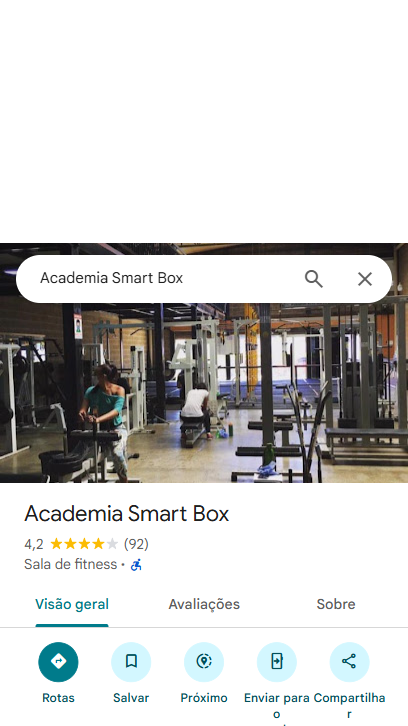 Academia Smart Box
Academia Smart Box
4,2 (92)
Sala de fitness ·
Visão geral Avaliações Sobre
Rotas Salvar Próximo Enviar para o Compartilhar